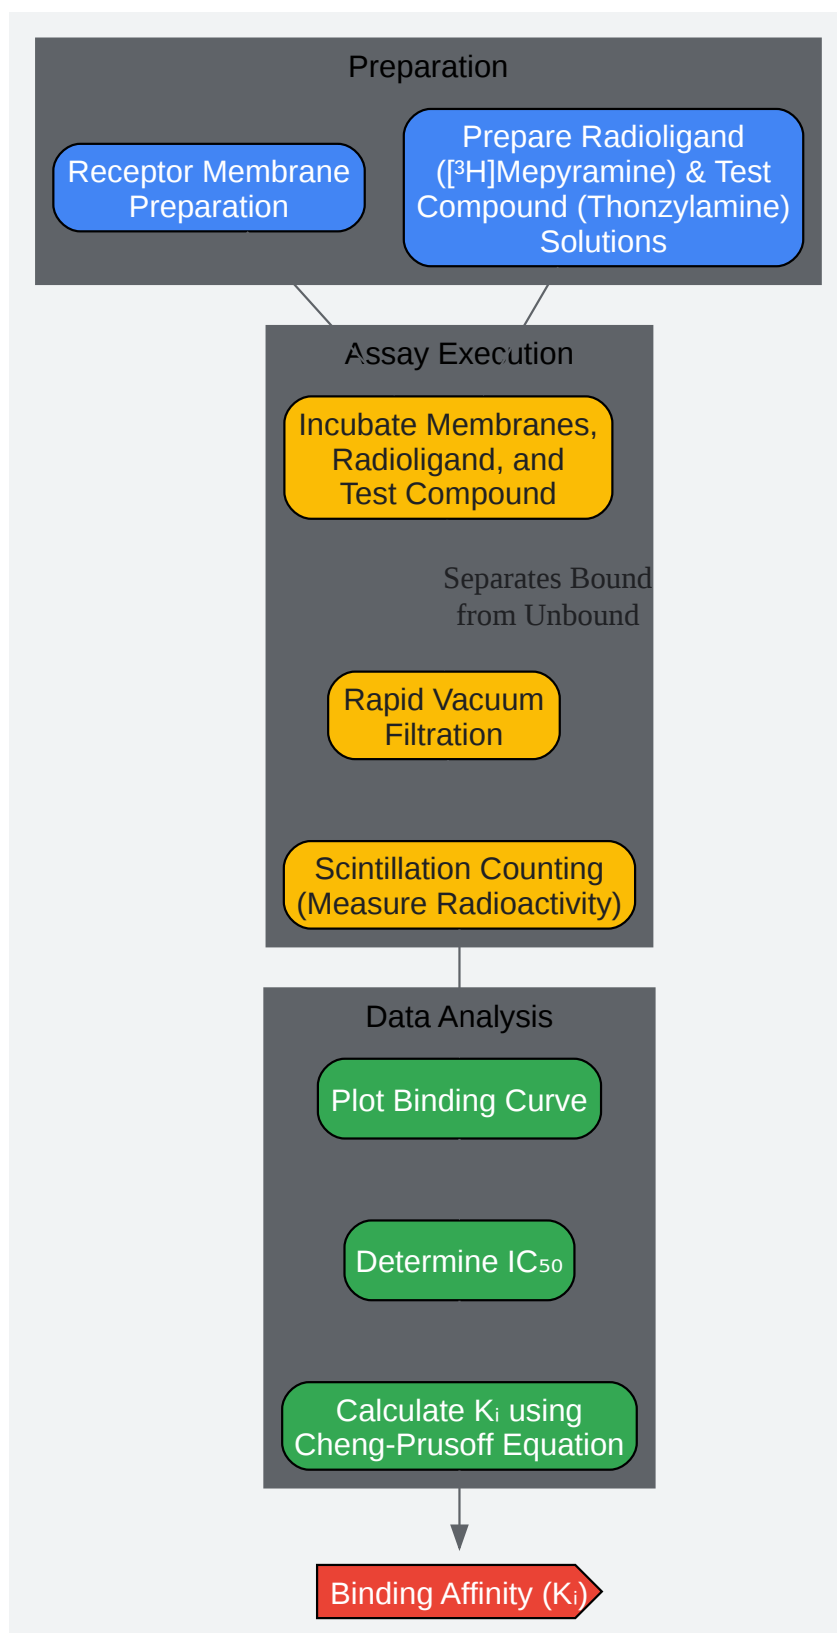 Preparation
Receptor Membrane
Preparation
Prepare Radioligand
([³H]Mepyramine) & Test
Compound (Thonzylamine)
Solutions
Assay Execution
Incubate Membranes,
Radioligand, and
Test Compound
Separates Bound
from Unbound
Rapid Vacuum
Filtration
Scintillation Counting
(Measure Radioactivity)
Data Analysis
Plot Binding Curve
Determine IC₅₀
Calculate Kᵢ using
Cheng-Prusoff Equation
Binding Affinity (Kᵢ)